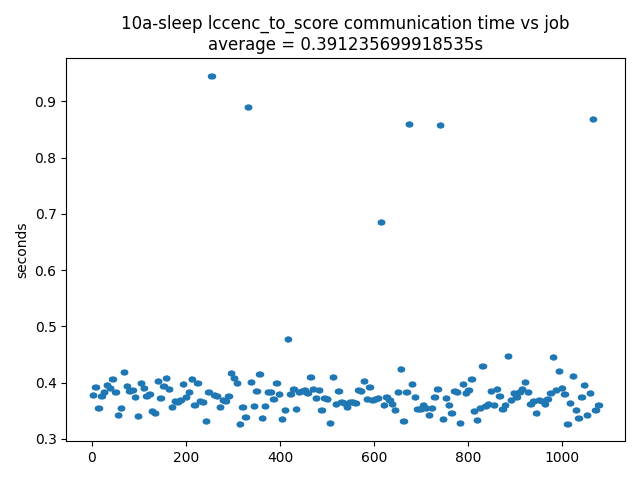 10a-sleep lccenc_to_score communication time vs job
average = 0.391235699918535s
seconds
0.9
0.8
0.7
0.6
0.5
0.4
0.3
0 200 400 600 800 1000